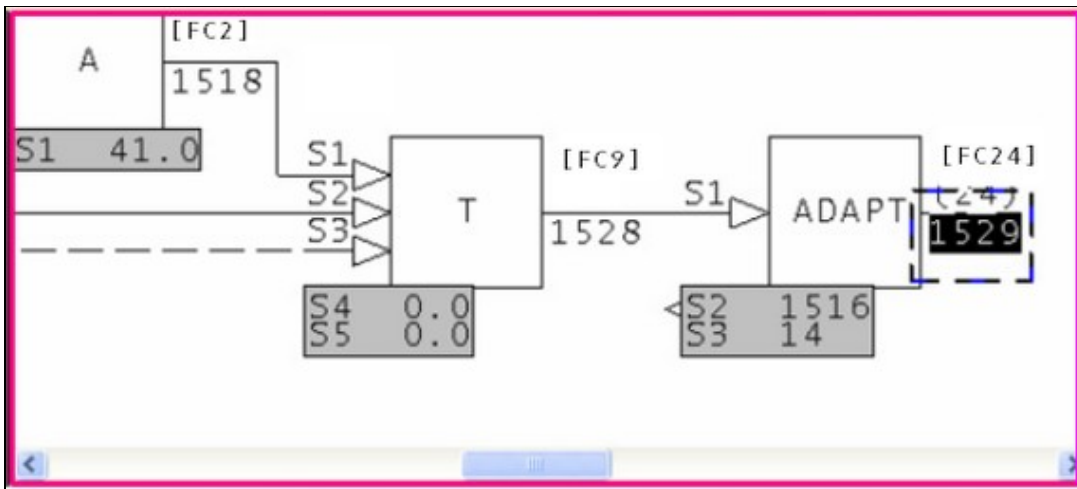 [FC2]
A
1518
S1 41.0
S1
S2
S3
T
[FC9]
1528
S4 0.0
S5 0.0
S1
ADAPT
[FC24]
(24)
1529
S2 1516
S3 14